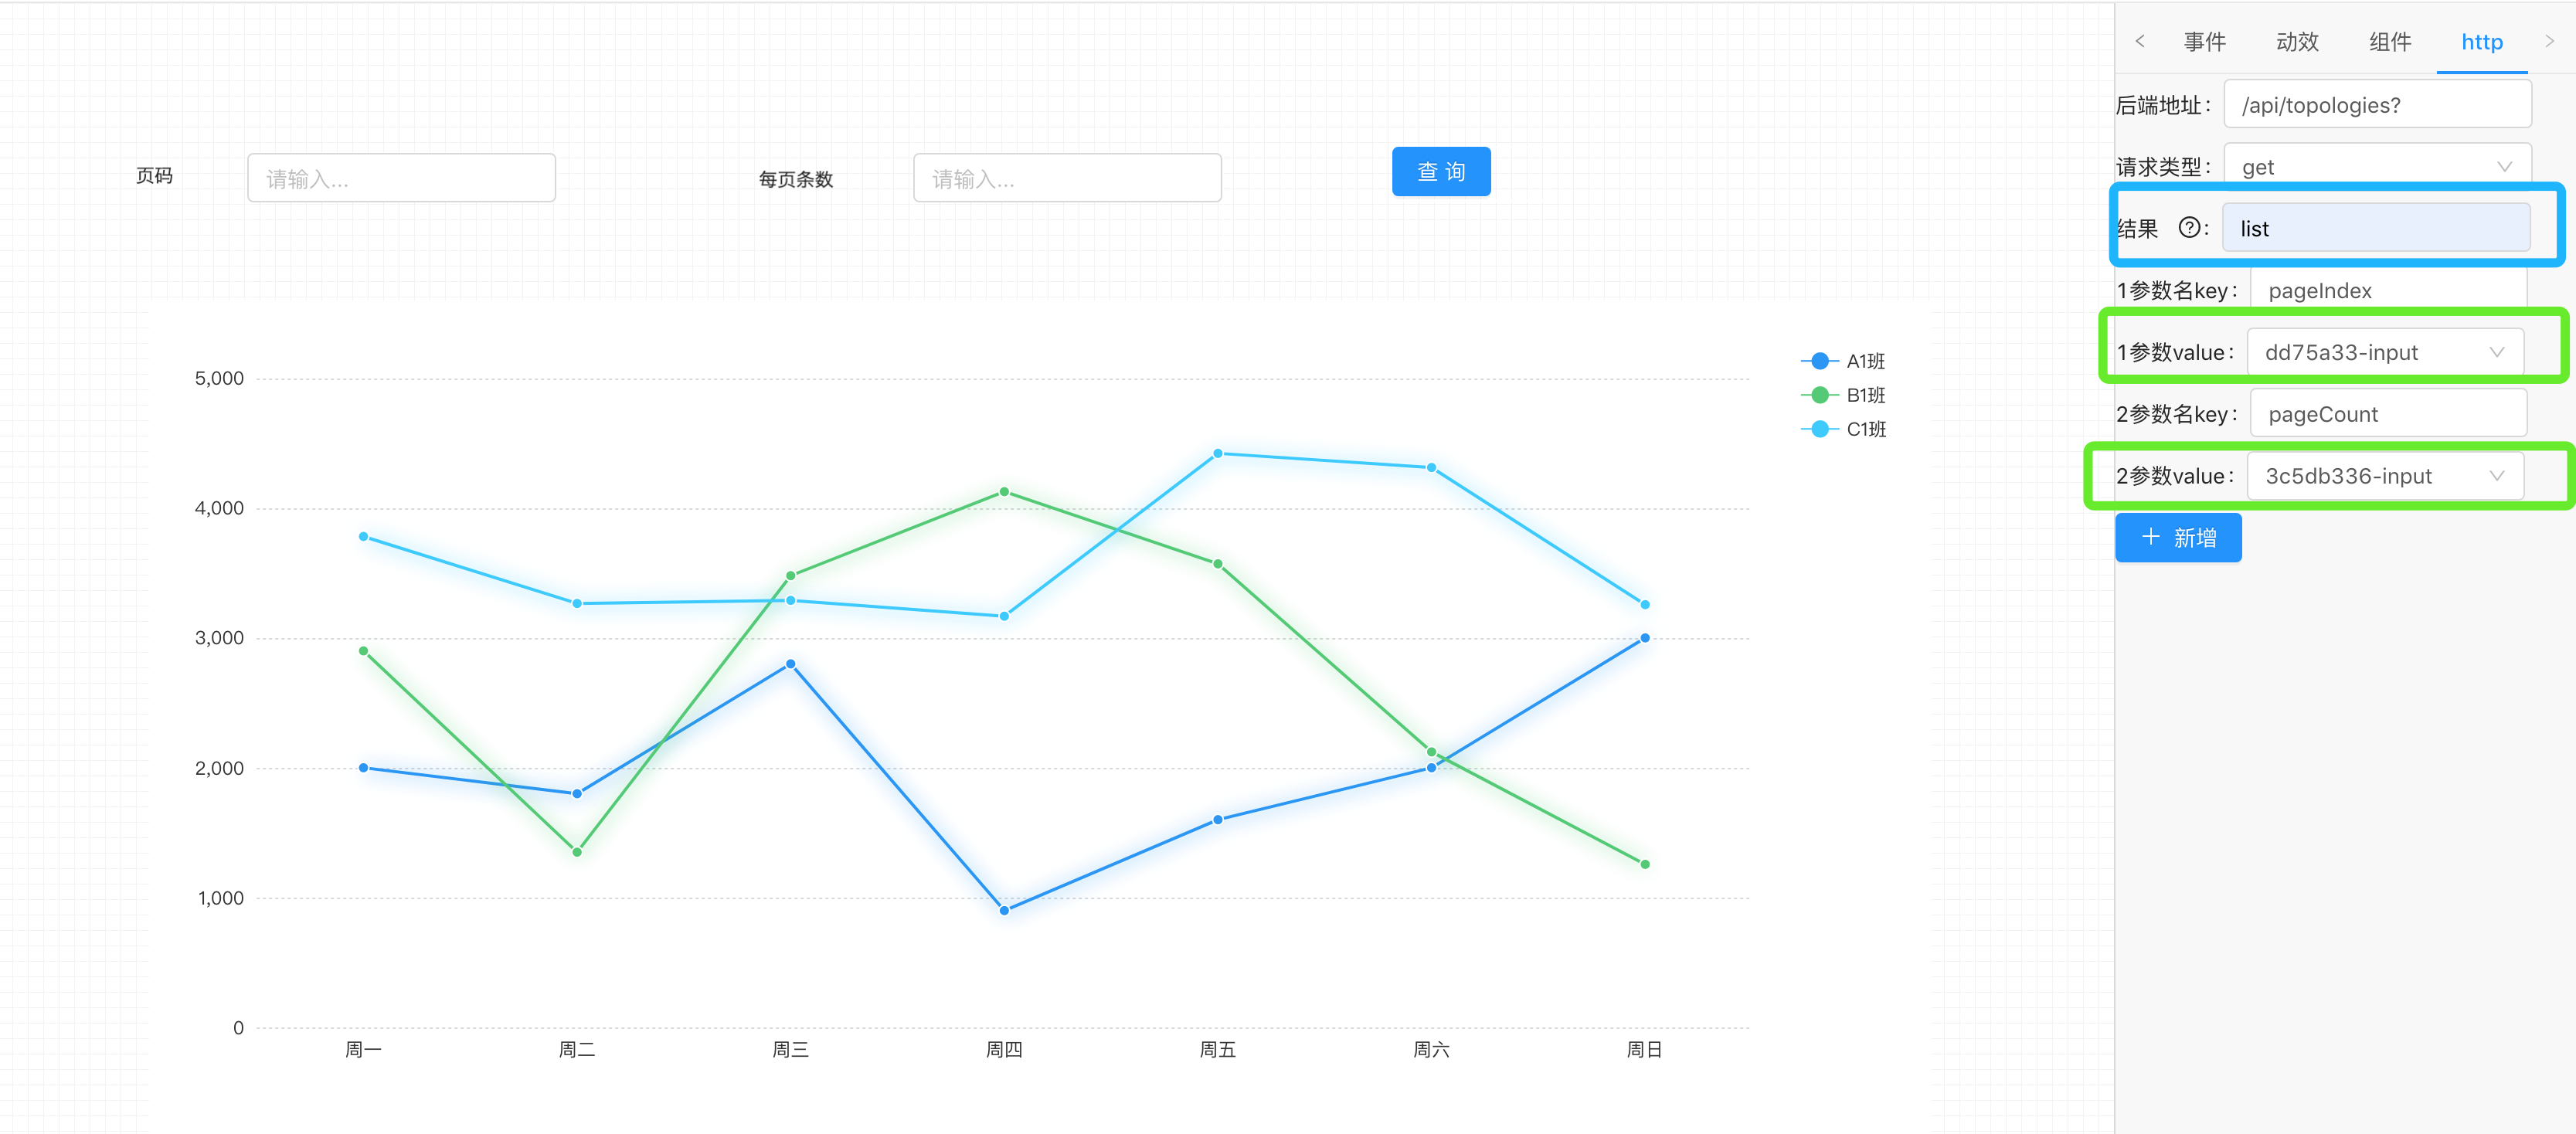 事件 动效 组件 http
后端地址: /api/topologies?
请求类型: get
结果 ?: list
1参数名key: pageIndex
1参数value: dd75a33-input
2参数名key: pageCount
2参数value: 3c5db336-input
+ 新增
页码 请输入... 每页条数 请输入... 查 询
A1班
B1班
C1班
5,000
4,000
3,000
2,000
1,000
0
周一 周二 周三 周四 周五 周六 周日